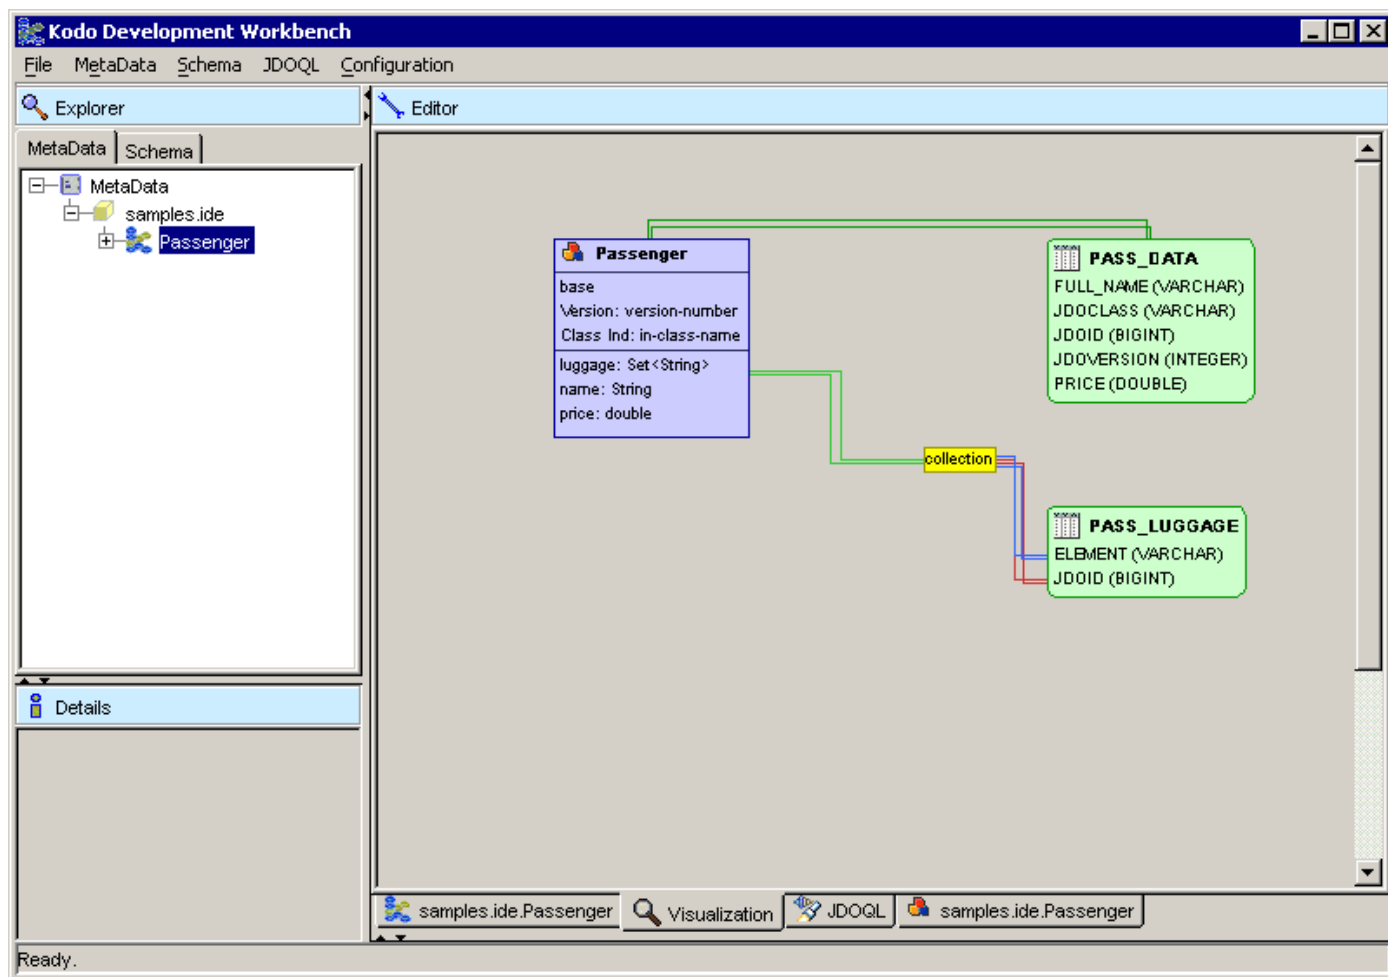 Kodo Development Workbench
File MetaData Schema JDOQL Configuration
Explorer
Editor
MetaData Schema
MetaData
samples.ide
Passenger
Passenger
base
Version: version-number
Class Ind: in-class-name
luggage: Set<String>
name: String
price: double
PASS_DATA
FULL_NAME (VARCHAR)
JDOCLASS (VARCHAR)
JDOID (BIGINT)
JDOVERSION (INTEGER)
PRICE (DOUBLE)
collection
PASS_LUGGAGE
ELEMENT (VARCHAR)
JDOID (BIGINT)
Details
samples.ide.Passenger Visualization JDOQL samples.ide.Passenger
Ready.